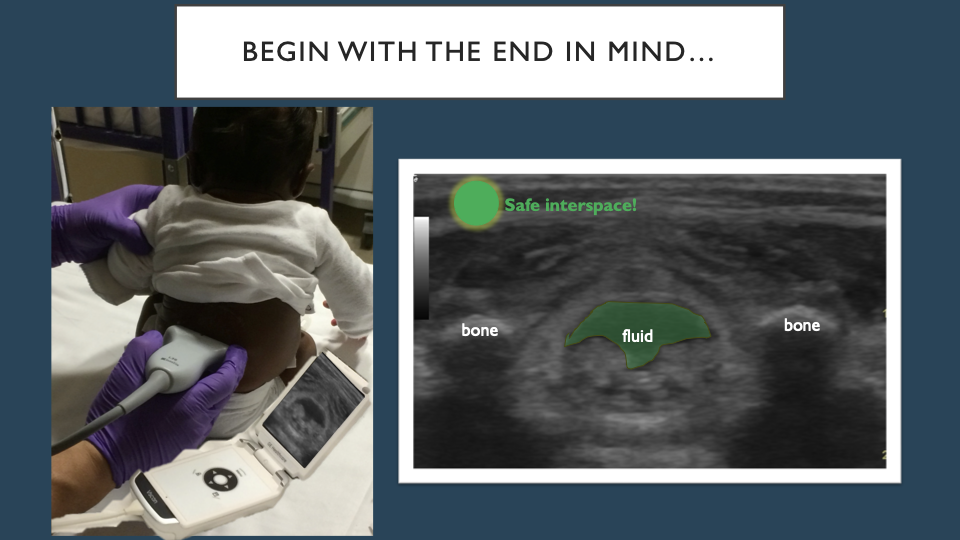 BEGIN WITH THE END IN MIND...
Safe interspace!
bone
fluid
bone